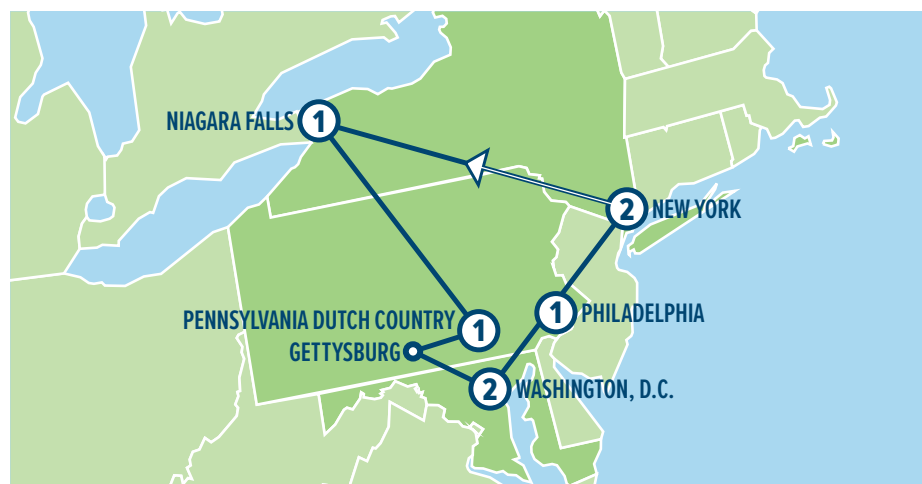 NIAGARA FALLS 1
2 NEW YORK
1 PHILADELPHIA
PENNSYLVANIA DUTCH COUNTRY 1
GETTYSBURG
2 WASHINGTON, D.C.